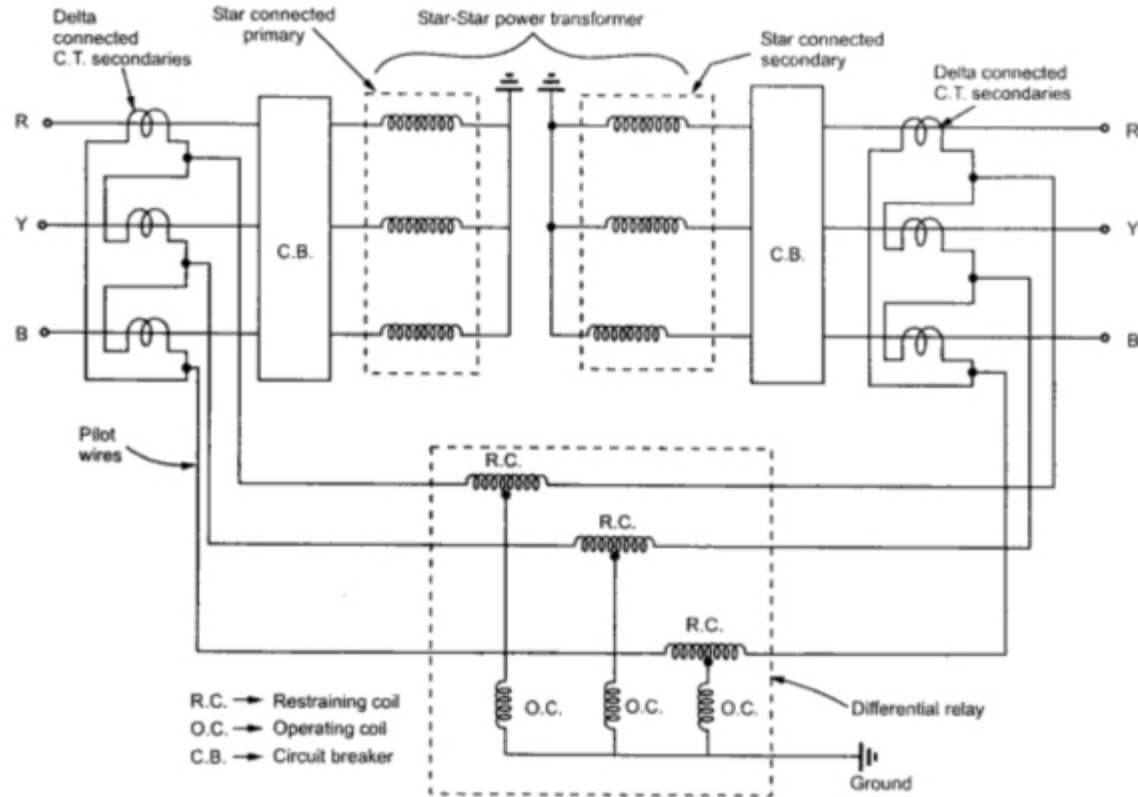 Delta
connected
C.T. secondaries
Star connected
primary
Star-Star power transformer
Star connected
secondary
Delta connected
C.T. secondaries
R
R
Y
Y
C.B.
C.B.
B
B
Pilot
wires
R.C.
R.C.
R.C.
R.C. → Restraining coil
O.C. → Operating coil
C.B. → Circuit breaker
O.C.
O.C.
O.C.
Differential relay
Ground